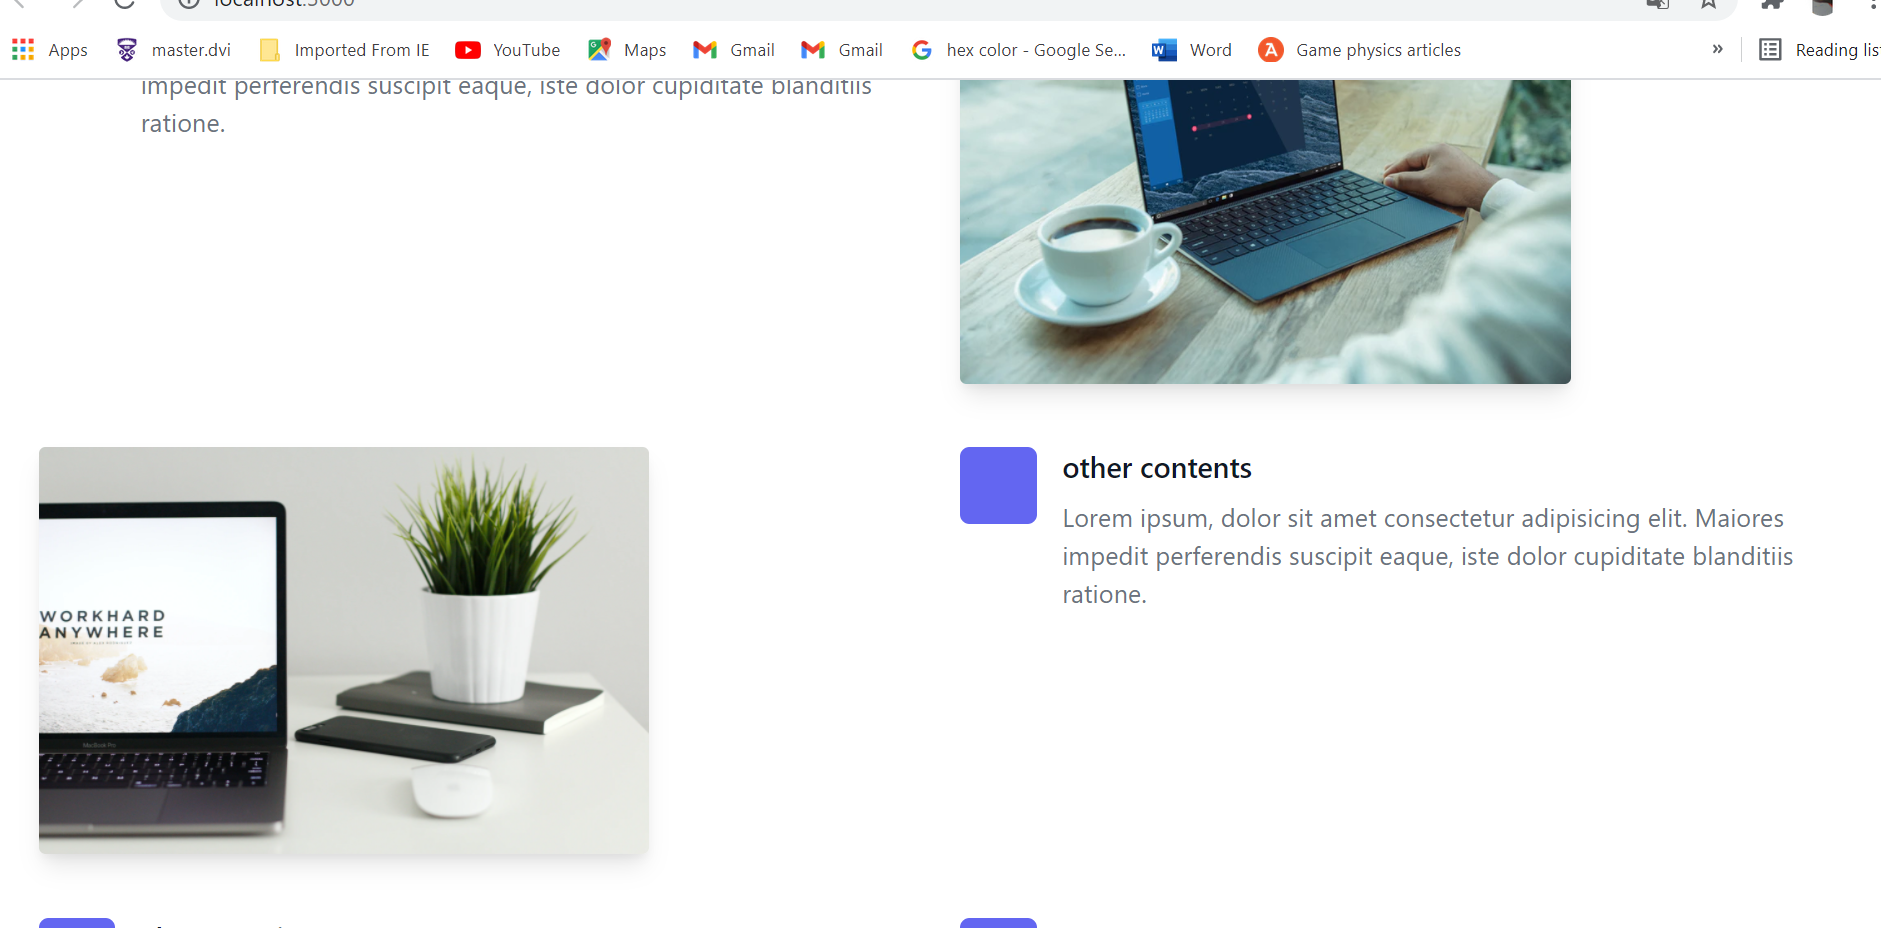 localhost:3000
Apps
master.dvi
Imported From IE
YouTube
Maps
Gmail
Gmail
hex color - Google Se...
Word
Game physics articles
»
Reading
impedit perferendis suscipit eaque, iste dolor cupiditate blanditiis
ratione.
WORKHARD
ANYWHERE
MacBook Pro
other contents
Lorem ipsum, dolor sit amet consectetur adipisicing elit. Maiores
impedit perferendis suscipit eaque, iste dolor cupiditate blanditiis
ratione.